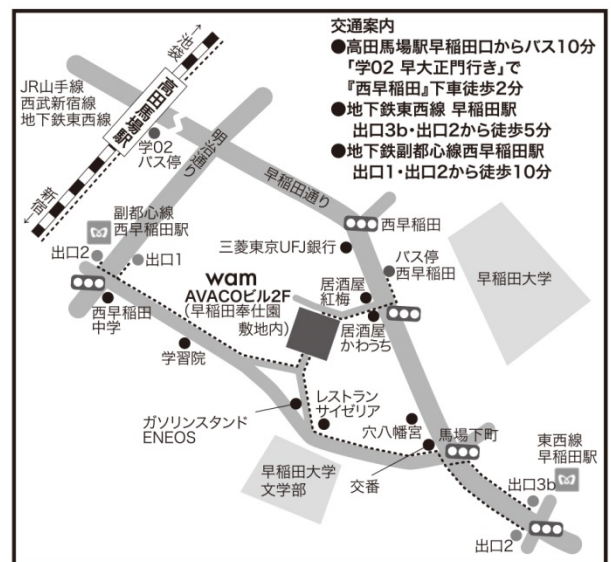 交通案内
●高田馬場駅早稲田口からバス10分
「学02 早大正門行き」で
『西早稲田』下車徒歩2分
●地下鉄東西線 早稲田駅
出口3b・出口2から徒歩5分
●地下鉄副都心線西早稲田駅
出口1・出口2から徒歩10分
池袋
JR山手線
西武新宿線
地下鉄東西線
高田馬場駅
学02
バス停
明治通り
早稲田通り
新宿
副都心線
西早稲田駅
出口2
出口1
西早稲田
三菱東京UFJ銀行
バス停
西早稲田
早稲田大学
wam
AVACOビル2F
(早稲田奉仕園
敷地内)
居酒屋
紅梅
居酒屋
かわうち
西早稲田
中学
学習院
ガソリンスタンド
ENEOS
レストラン
サイゼリア
穴八幡宮
馬場下町
早稲田大学
文学部
交番
東西線
早稲田駅
出口3b
出口2